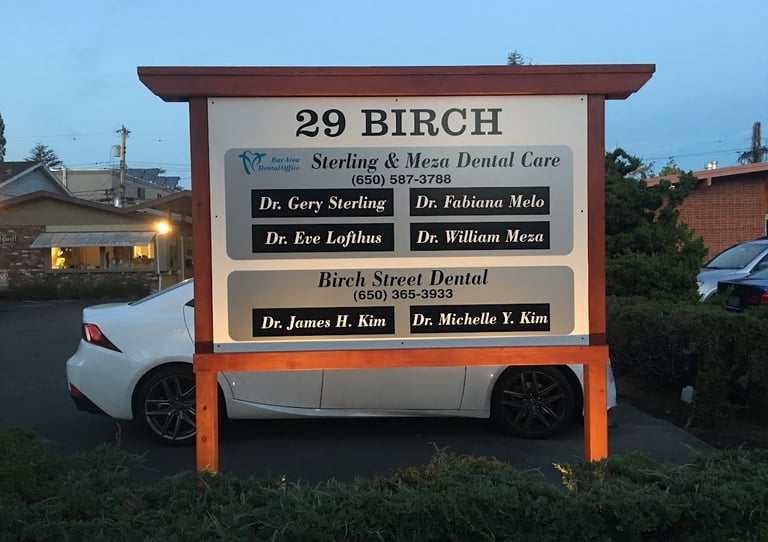 29 BIRCH
Bay Area
Dental Office
Sterling & Meza Dental Care
(650) 587-3788
Dr. Gery Sterling
Dr. Fabiana Melo
Dr. Eve Lofthus
Dr. William Meza
Birch Street Dental
(650) 365-3933
Dr. James H. Kim
Dr. Michelle Y. Kim